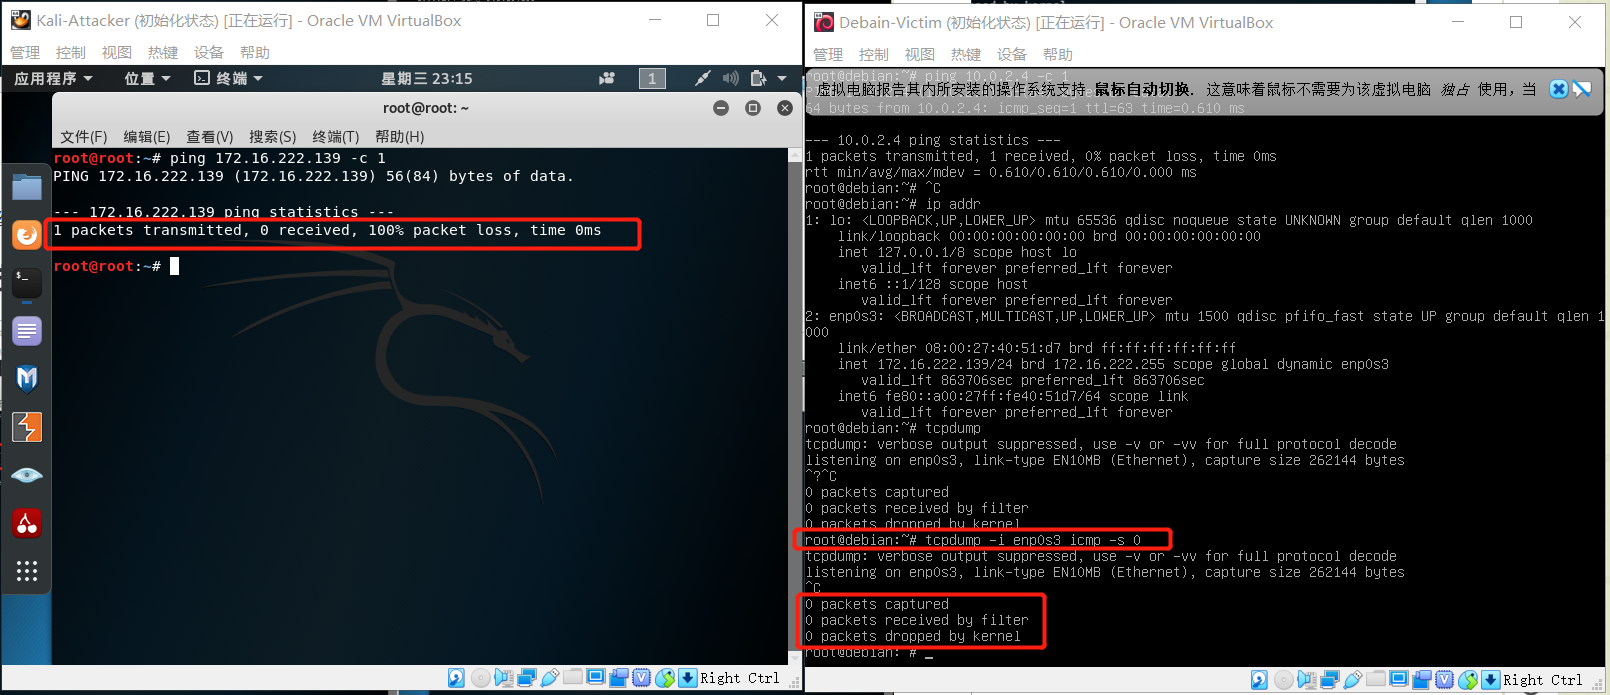 Kali-Attacker (初始化状态) [正在运行] - Oracle VM VirtualBox
管理 控制 视图 热键 设备 帮助
应用程序 位置 终端 星期三 23:15 1
root@root: ~
文件(F) 编辑(E) 查看(V) 搜索(S) 终端(T) 帮助(H)
root@root:~# ping 172.16.222.139 -c 1
PING 172.16.222.139 (172.16.222.139) 56(84) bytes of data.
--- 172.16.222.139 ping statistics ---
1 packets transmitted, 0 received, 100% packet loss, time 0ms
root@root:~#
Right Ctrl
Debain-Victim (初始化状态) [正在运行] - Oracle VM VirtualBox
管理 控制 视图 热键 设备 帮助
root@debian:~# ping 10.0.2.4 -c 1
虚拟电脑报告其内所安装的操作系统支持 鼠标自动切换. 这意味着鼠标不需要为该虚拟电脑 独占 使用, 当
64 bytes from 10.0.2.4: icmp_seq=1 ttl=63 time=0.610 ms
--- 10.0.2.4 ping statistics ---
1 packets transmitted, 1 received, 0% packet loss, time 0ms
rtt min/avg/max/mdev = 0.610/0.610/0.610/0.000 ms
root@debian:~# ^C
root@debian:~# ip addr
1: lo: <LOOPBACK,UP,LOWER_UP> mtu 65536 qdisc noqueue state UNKNOWN group default qlen 1000
link/loopback 00:00:00:00:00:00 brd 00:00:00:00:00:00
inet 127.0.0.1/8 scope host lo
valid_lft forever preferred_lft forever
inet6 ::1/128 scope host
valid_lft forever preferred_lft forever
2: enp0s3: <BROADCAST,MULTICAST,UP,LOWER_UP> mtu 1500 qdisc pfifo_fast state UP group default qlen 1
000
link/ether 08:00:27:40:51:d7 brd ff:ff:ff:ff:ff:ff
inet 172.16.222.139/24 brd 172.16.222.255 scope global dynamic enp0s3
valid_lft 863706sec preferred_lft 863706sec
inet6 fe80::a00:27ff:fe40:51d7/64 scope link
valid_lft forever preferred_lft forever
root@debian:~# tcpdump
tcpdump: verbose output suppressed, use -v or -vv for full protocol decode
listening on enp0s3, link-type EN10MB (Ethernet), capture size 262144 bytes
^?^C
0 packets captured
0 packets received by filter
0 packets dropped by kernel
root@debian:~# tcpdump -i enp0s3 icmp -s 0
tcpdump: verbose output suppressed, use -v or -vv for full protocol decode
listening on enp0s3, link-type EN10MB (Ethernet), capture size 262144 bytes
^C
0 packets captured
0 packets received by filter
0 packets dropped by kernel
root@debian:~# _
Right Ctrl